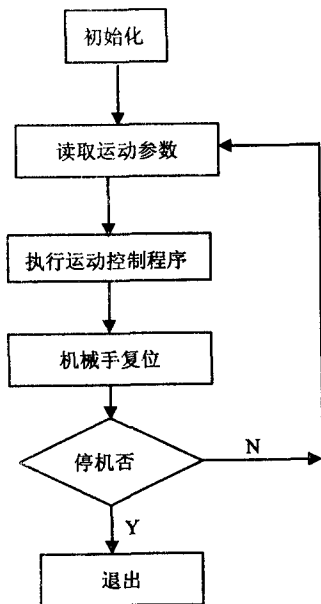 初始化
读取运动参数
执行运动控制程序
机械手复位
停机否
N
Y
退出